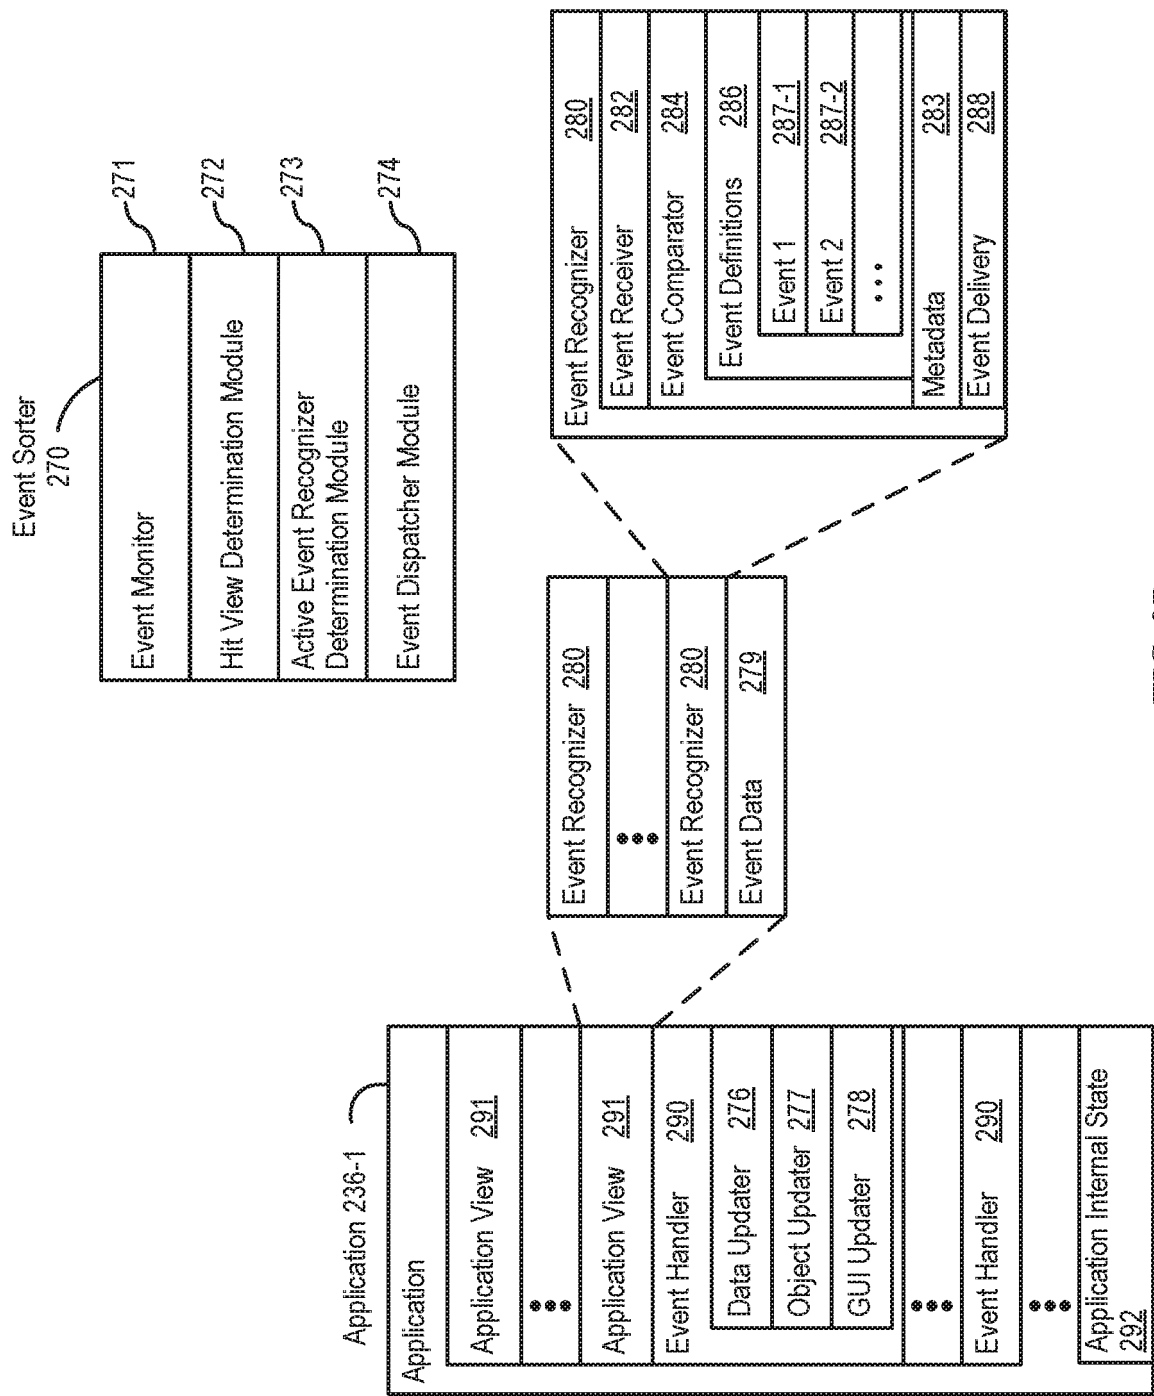 Event Sorter
270
Event Monitor
271
Hit View Determination Module
272
Active Event Recognizer
Determination Module
273
Event Dispatcher Module
274
Application 236-1
Application
Application View 291
Application View 291
Event Handler 290
Data Updater 276
Object Updater 277
GUI Updater 278
Event Handler 290
Application Internal State
292
Event Recognizer 280
Event Recognizer 280
Event Data 279
Event Recognizer 280
Event Receiver 282
Event Comparator 284
Event Definitions 286
Event 1 287-1
Event 2 287-2
Metadata 283
Event Delivery 288